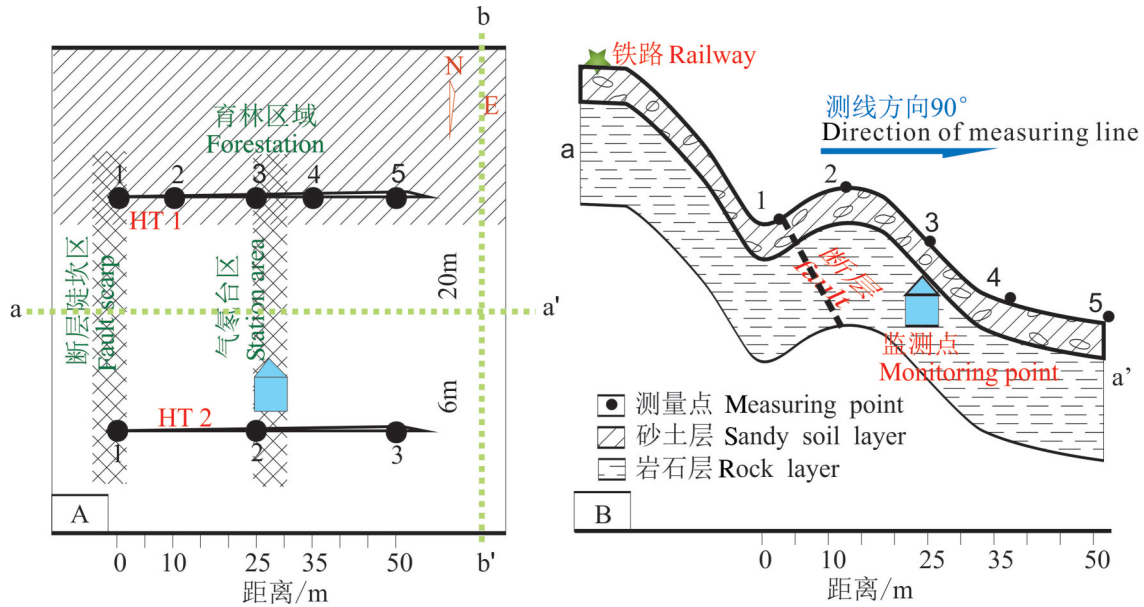 b
N
E
育林区域
Forestation
1 2 3 4 5
HT 1
断层陡坎区
Fault scarp
气氡台区
Station area
20m
a
a'
6m
HT 2
1 2 3
A
b'
0 10 25 35 50
距离/m
铁路 Railway
测线方向90°
Direction of measuring line
a
1
2
3
4
5
断层
fault
监测点
Monitoring point
a’
测量点 Measuring point
砂土层 Sandy soil layer
岩石层 Rock layer
B
0 10 25 35 50
距离/m